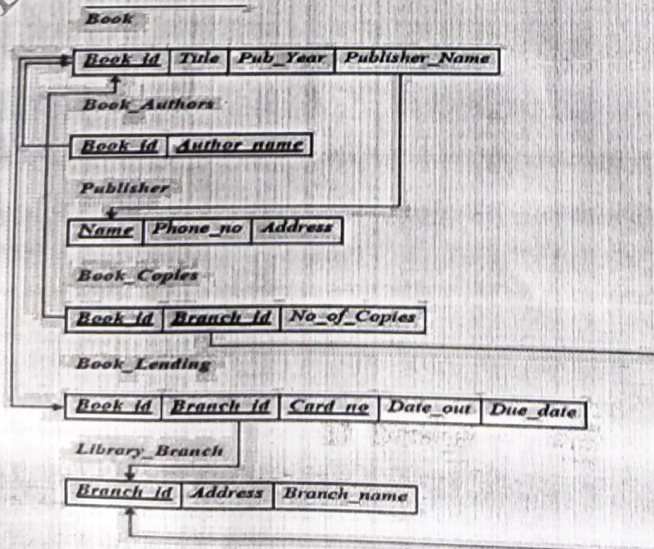 Book
Book_id Title Pub_Year Publisher_Name
Book_Authors
Book_id Author_name
Publisher
Name Phone_no Address
Book_Copies
Book_id Branch_id No_of_Copies
Book_Lending
Book_id Branch_id Card_no Date_out Due_date
Library_Branch
Branch_id Address Branch_name